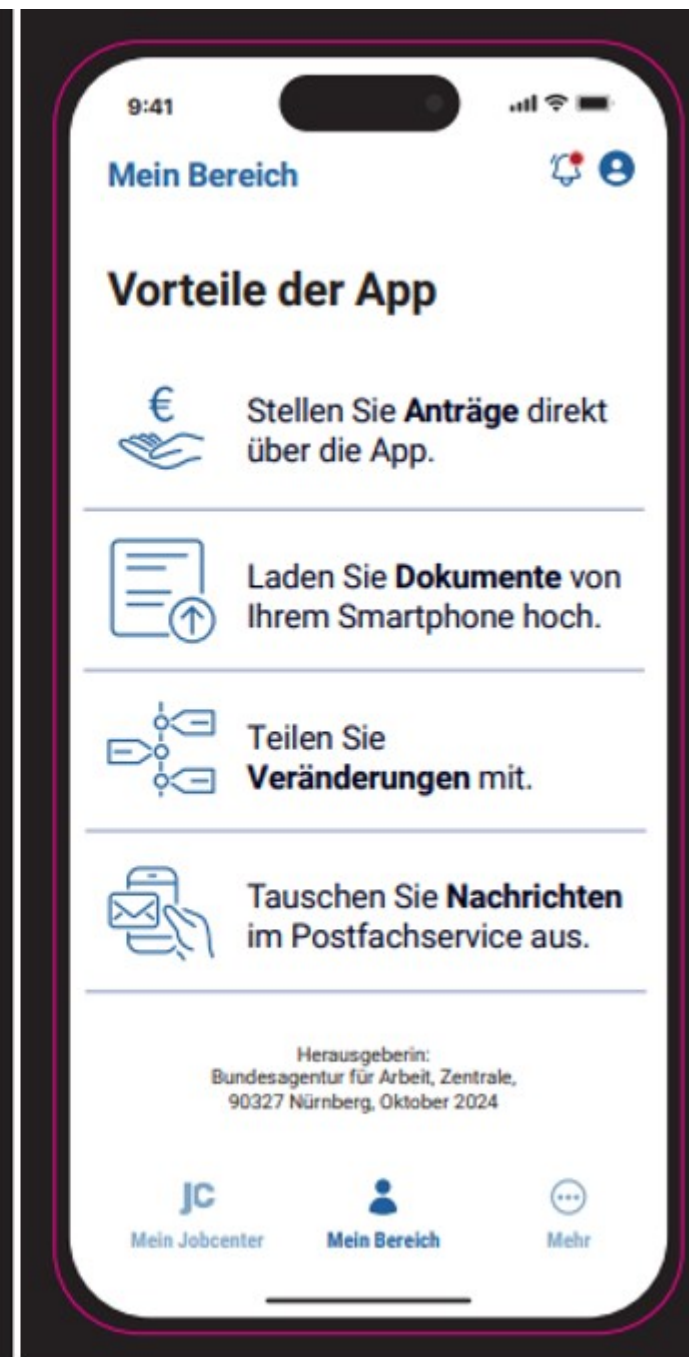 9:41
Mein Bereich
Vorteile der App
€
Stellen Sie Anträge direkt
über die App.
Laden Sie Dokumente von
Ihrem Smartphone hoch.
Teilen Sie
Veränderungen mit.
Tauschen Sie Nachrichten
im Postfachservice aus.
Herausgeberin:
Bundesagentur für Arbeit, Zentrale,
90327 Nürnberg, Oktober 2024
JC
Mein Jobcenter
Mein Bereich
Mehr